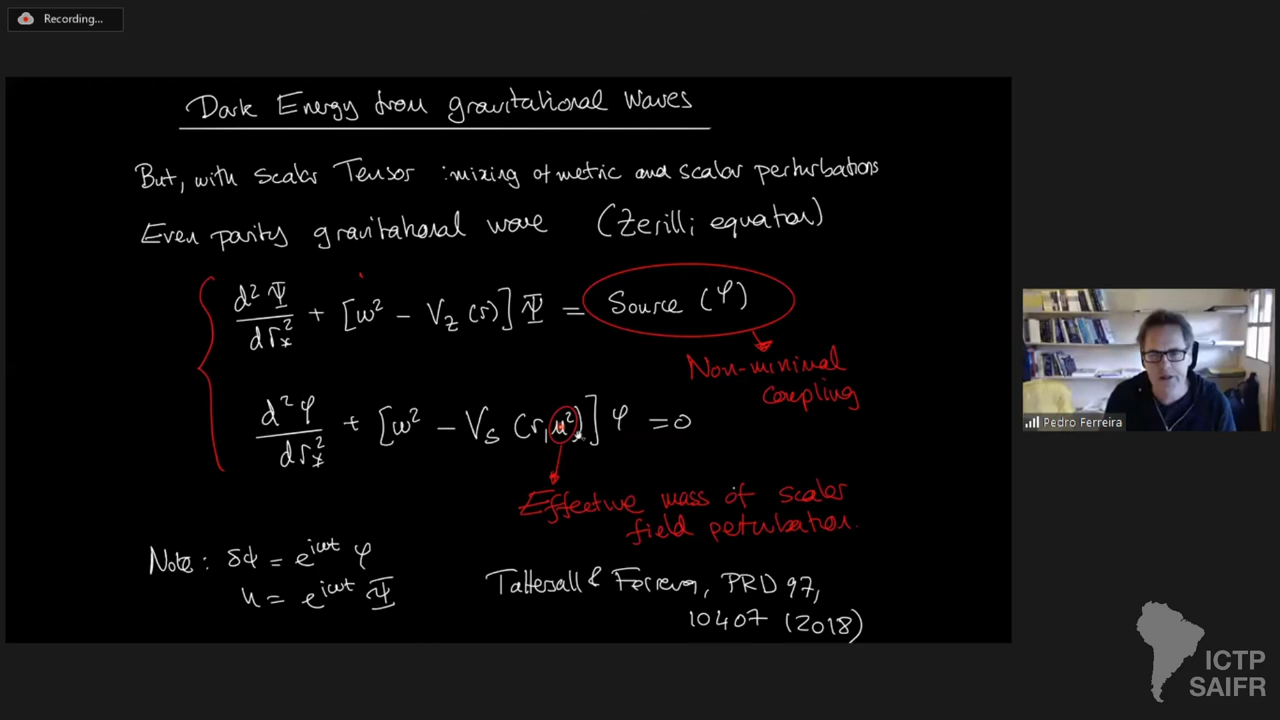 Recording...
Dark Energy from gravitational waves
But, with scalar Tensor : mixing of metric and scalar perturbations
Even parity gravitational wave (Zerilli equation)
d²Ψ/dr*² + [ω² − V_Z (r)] Ψ = Source (φ)
Non-minimal
coupling
d²φ/dr*² + [ω² − V_S (r, μ²)] φ = 0
Effective mass of scalar
field perturbation.
Note: δϕ = e^{iωt} φ
h = e^{iωt} Ψ
Tattersall & Ferreira, PRD 97,
10407 (2018)
Pedro Ferreira
ICTP
SAIFR